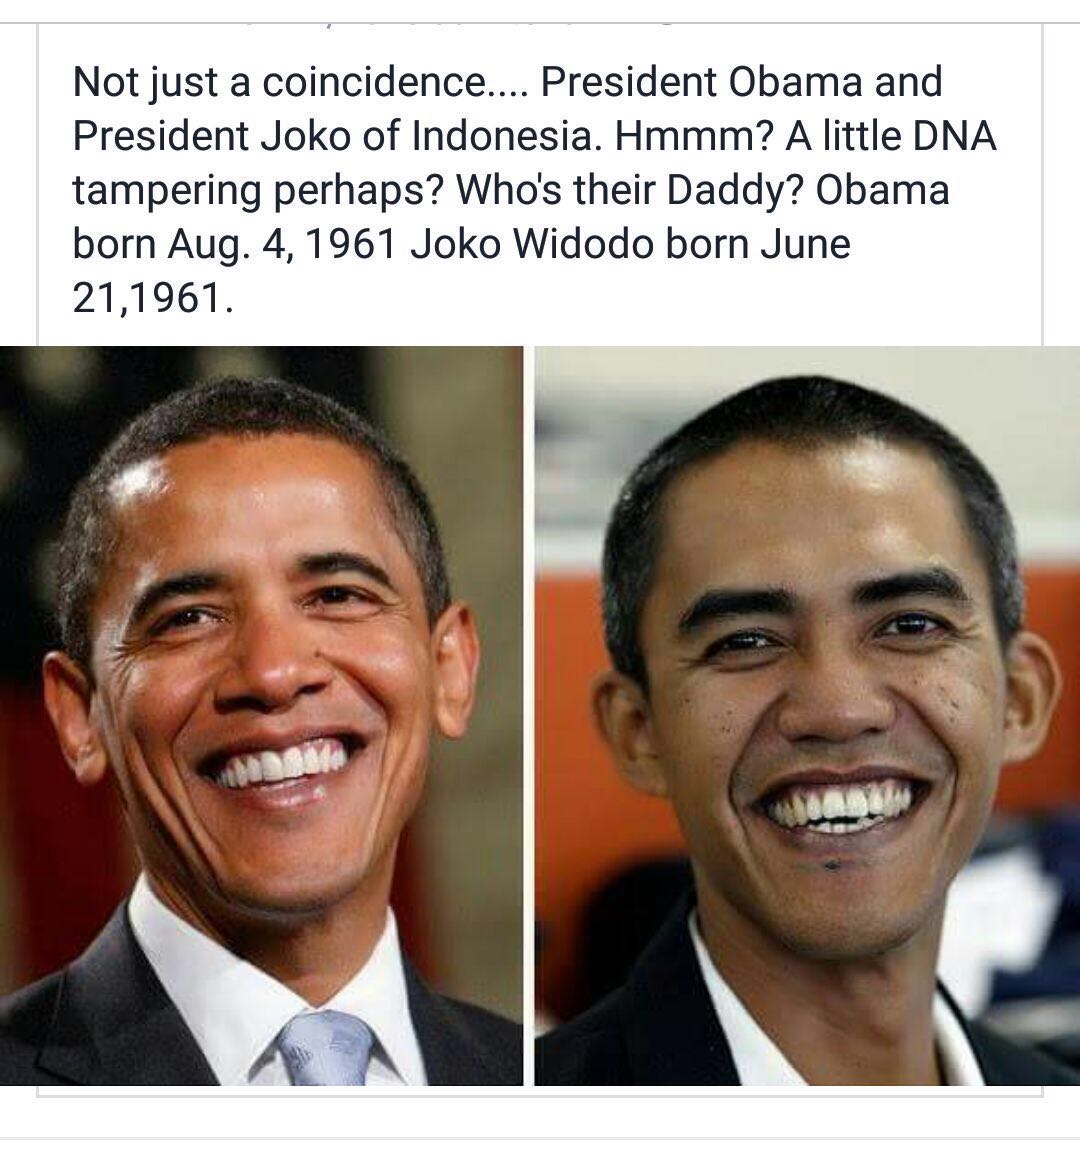 Not just a coincidence.... President Obama and
President Joko of Indonesia. Hmmm? A little DNA
tampering perhaps? Who's their Daddy? Obama
born Aug. 4, 1961 Joko Widodo born June
21,1961.